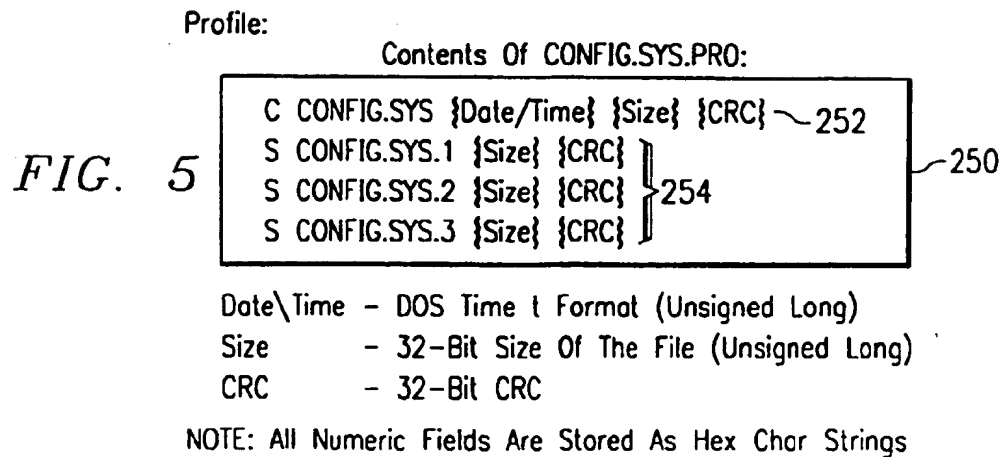 Profile:
Contents Of CONFIG.SYS.PRO:
C CONFIG.SYS {Date/Time} {Size} {CRC} 252
S CONFIG.SYS.1 {Size} {CRC}
S CONFIG.SYS.2 {Size} {CRC} 254
S CONFIG.SYS.3 {Size} {CRC}
250
FIG. 5
Date\Time - DOS Time t Format (Unsigned Long)
Size - 32-Bit Size Of The File (Unsigned Long)
CRC - 32-Bit CRC
NOTE: All Numeric Fields Are Stored As Hex Char Strings